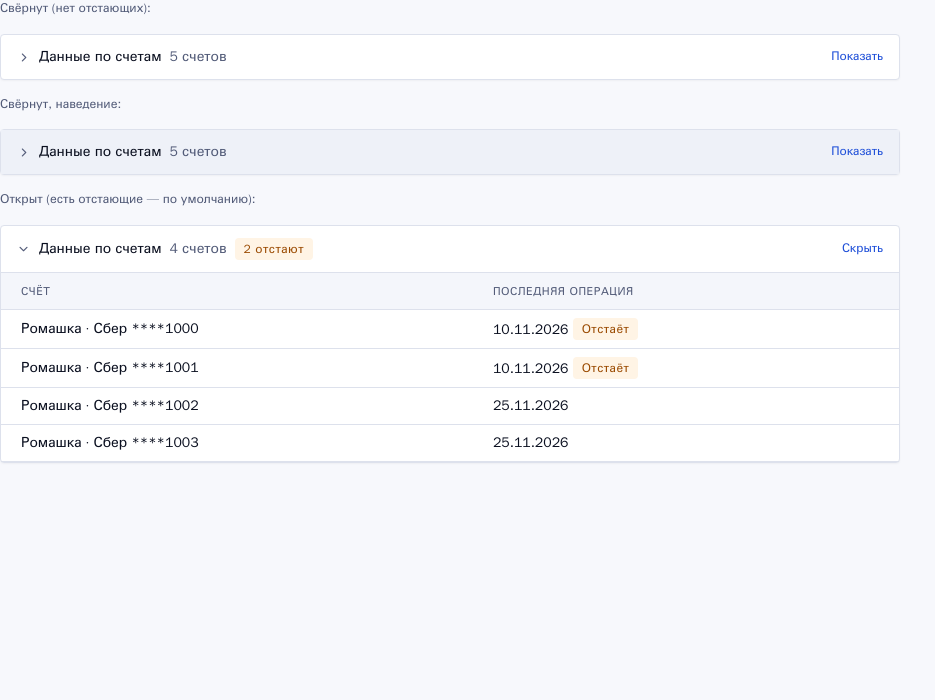 Свёрнут (нет отстающих):
Данные по счетам 5 счетов Показать
Свёрнут, наведение:
Данные по счетам 5 счетов Показать
Открыт (есть отстающие — по умолчанию):
Данные по счетам 4 счетов 2 отстают Скрыть
СЧЁТ ПОСЛЕДНЯЯ ОПЕРАЦИЯ
Ромашка · Сбер ****1000 10.11.2026 Отстаёт
Ромашка · Сбер ****1001 10.11.2026 Отстаёт
Ромашка · Сбер ****1002 25.11.2026
Ромашка · Сбер ****1003 25.11.2026